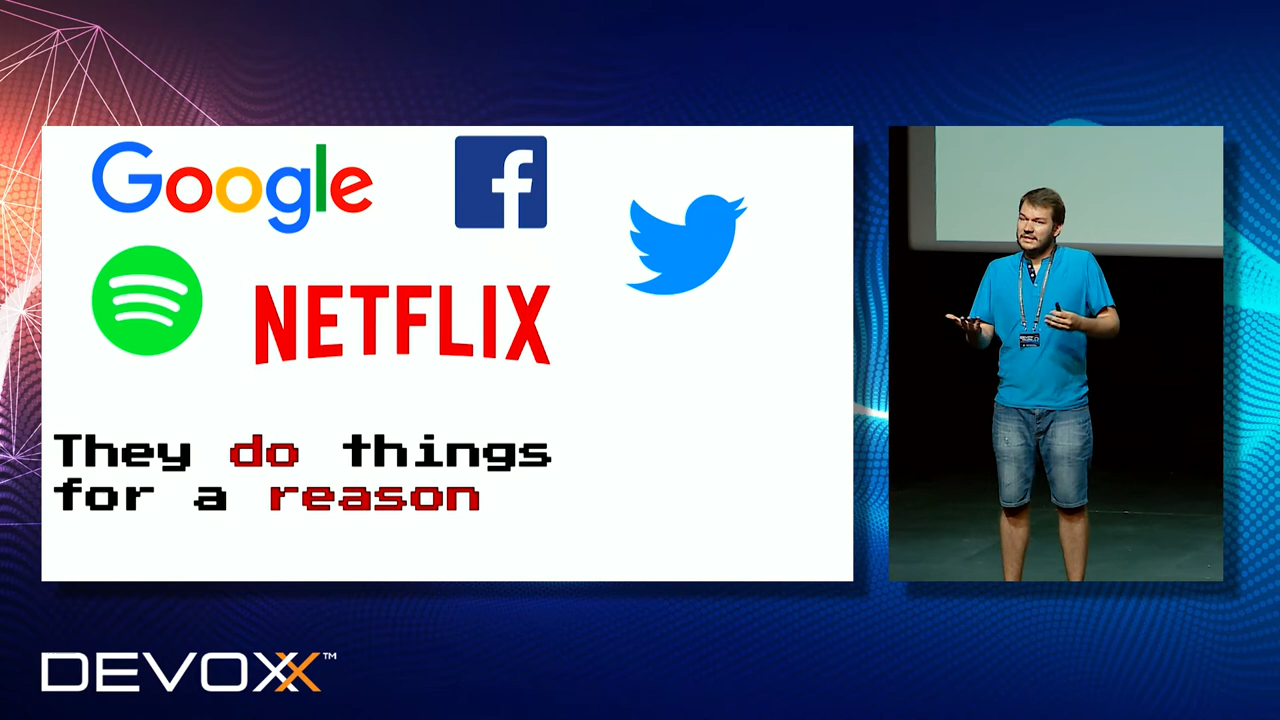 Google
f
NETFLIX
They do things
for a reason
DEVOXX™